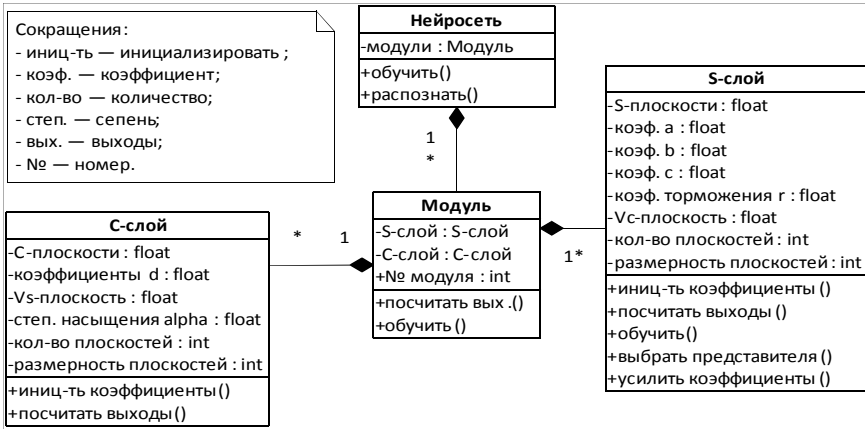 Сокращения:
- иниц-ть — инициализировать ;
- коэф. — коэффициент;
- кол-во — количество;
- степ. — сепень;
- вых. — выходы;
- № — номер.
Нейросеть
-модули : Модуль
+обучить()
+распознать()
1
*
S-слой
-S-плоскости : float
-коэф. a : float
-коэф. b : float
-коэф. c : float
-коэф. торможения r : float
-Vc-плоскость : float
-кол-во плоскостей : int
-размерность плоскостей : int
+иниц-ть коэффициенты ()
+посчитать выходы ()
+обучить()
+выбрать представителя ()
+усилить коэффициенты ()
Модуль
-S-слой : S-слой
-C-слой : C-слой
+№ модуля : int
+посчитать вых .()
+обучить ()
1*
* 1
C-слой
-C-плоскости : float
-коэффициенты d : float
-Vs-плоскость : float
-степ. насыщения alpha : float
-кол-во плоскостей : int
-размерность плоскостей : int
+иниц-ть коэффициенты()
+посчитать выходы()